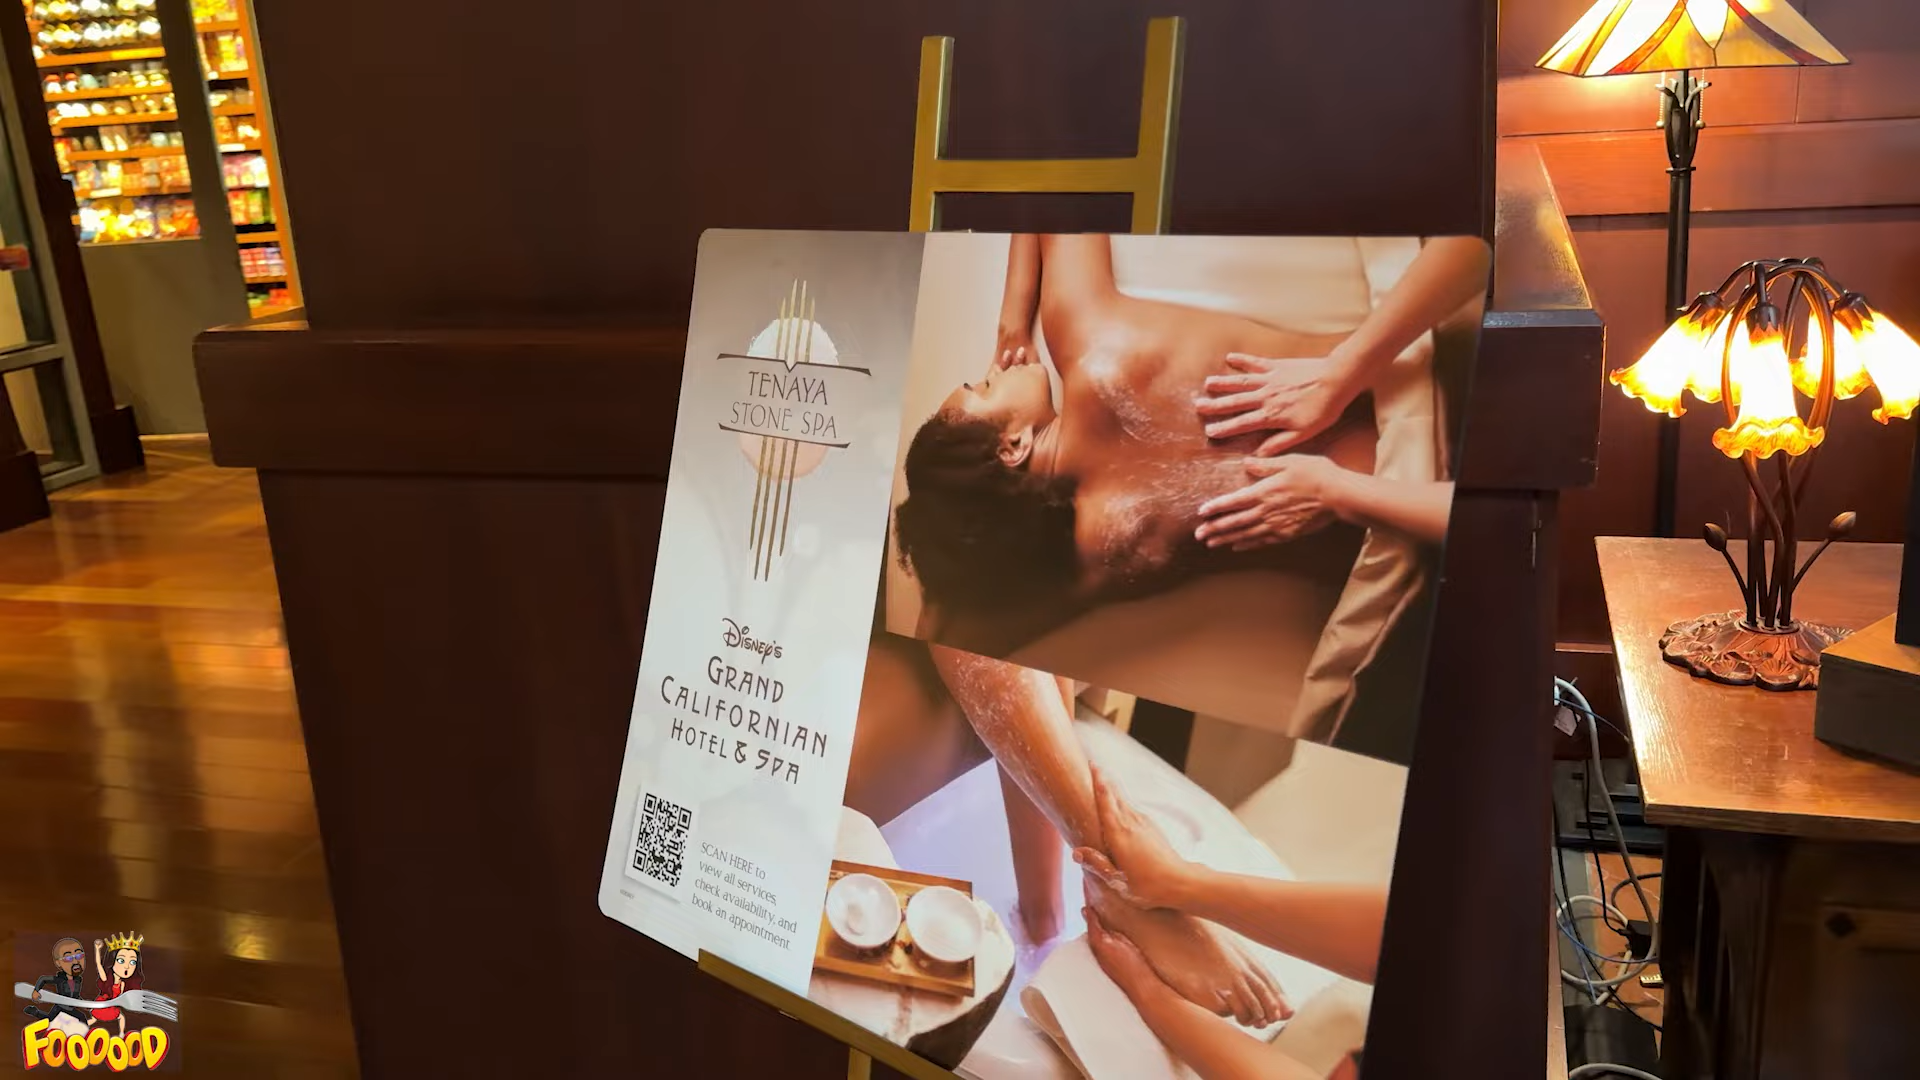 TENAYA
STONE SPA
DISNEY'S
GRAND
CALIFORNIAN
HOTEL & SPA
SCAN HERE to
view all services,
check availability, and
book an appointment
FOOOOOD